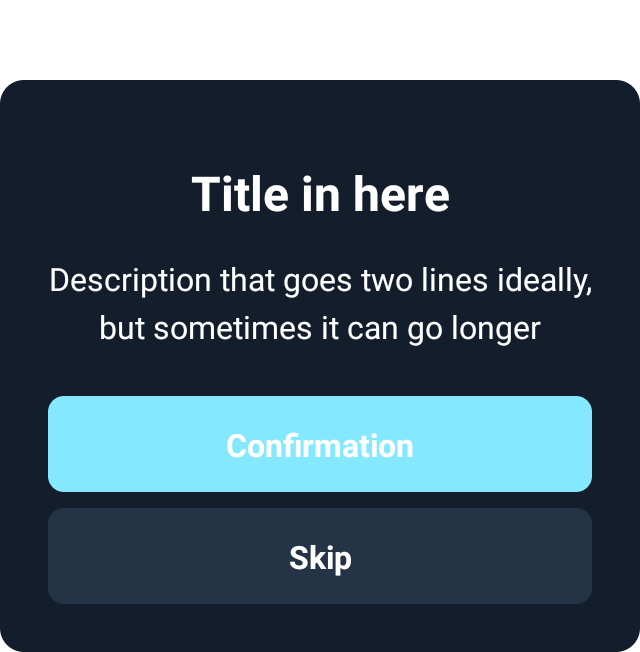 Title in here
Description that goes two lines ideally,
but sometimes it can go longer
Confirmation
Skip